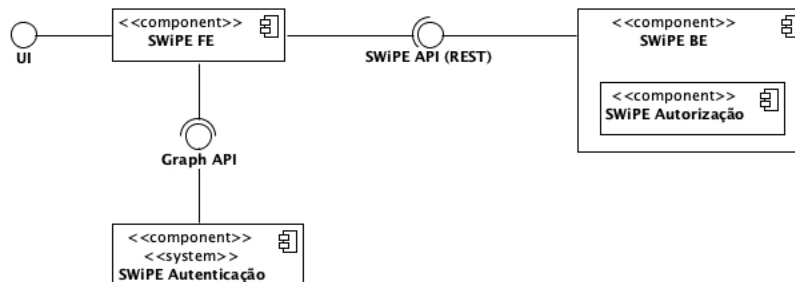 <<component>>
SWiPE FE
UI
SWiPE API (REST)
<<component>>
SWiPE BE
<<component>>
SWiPE Autorização
Graph API
<<component>>
<<system>>
SWiPE Autenticação